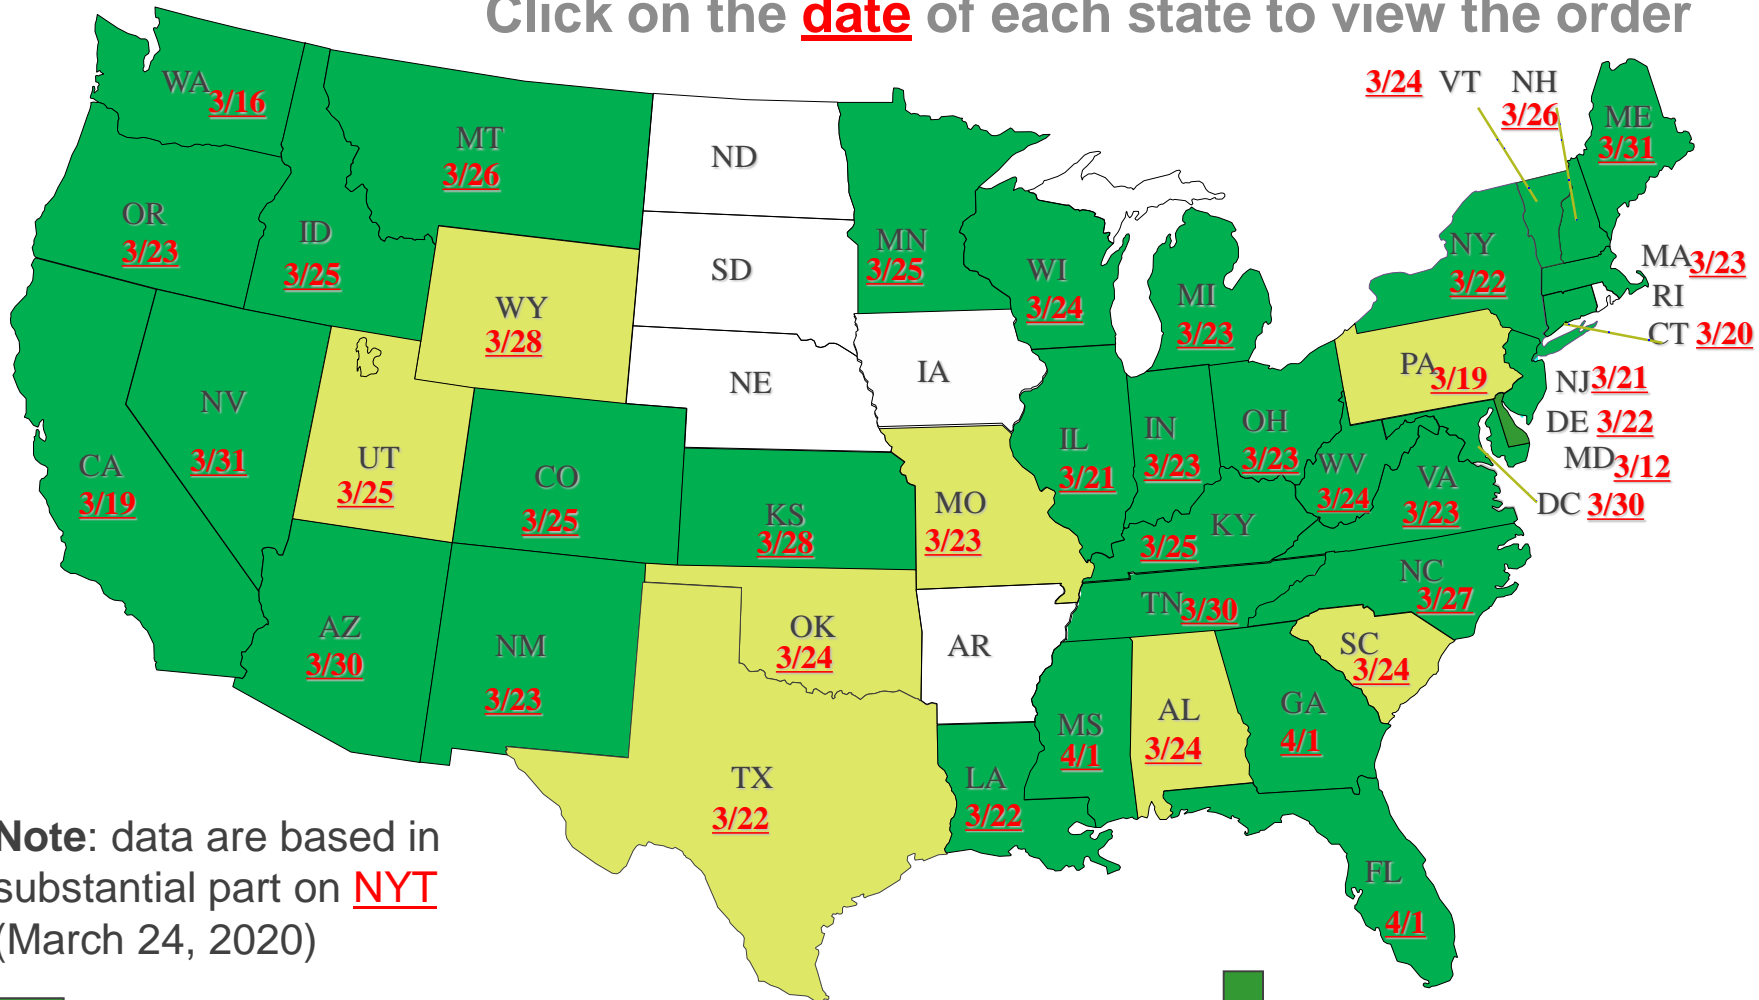 Click on the date of each state to view the order
WA 3/16
MT
3/26
ND
3/24 VT NH
3/26
ME
3/31
OR
3/23
ID
3/25
SD
MN
3/25
WI
3/24
MI
3/23
NY
3/22
MA 3/23
RI
CT 3/20
WY
3/28
NE
IA
PA 3/19
NJ 3/21
DE 3/22
MD 3/12
DC 3/30
NV
3/31
CA
3/19
UT
3/25
CO
3/25
KS
3/28
MO
3/23
IL
3/21
IN
3/23
OH
3/23
WV
3/24
VA
3/23
KY
3/25
NC
3/27
TN 3/30
AZ
3/30
NM
3/23
OK
3/24
AR
SC
3/24
MS
4/1
AL
3/24
GA
4/1
TX
3/22
LA
3/22
FL
4/1
Note: data are based in
substantial part on NYT
(March 24, 2020)